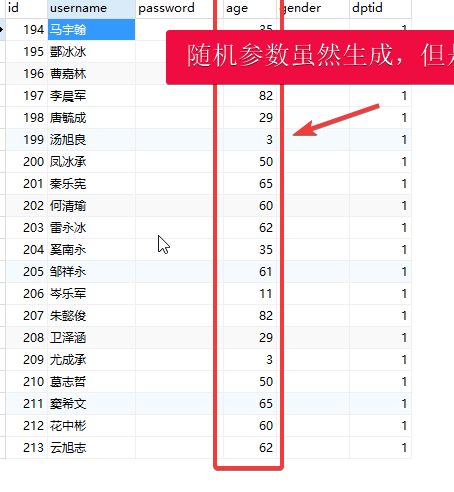 id username password age gender dptid
194 马宇翰 35 1
195 酆冰冰
196 曹嘉林
随机参数虽然生成，但是
197 李晨军 82 1
198 唐毓成 29 1
199 汤旭良 3 1
200 凤冰承 50 1
201 秦乐宪 65 1
202 何清瑜 60 1
203 雷永冰 62 1
204 奚南永 35 1
205 邹祥永 61 1
206 岑乐军 11 1
207 朱懿俊 82 1
208 卫泽涵 29 1
209 尤成承 3 1
210 葛志哲 50 1
211 窦希文 65 1
212 花中彬 60 1
213 云旭志 62 1